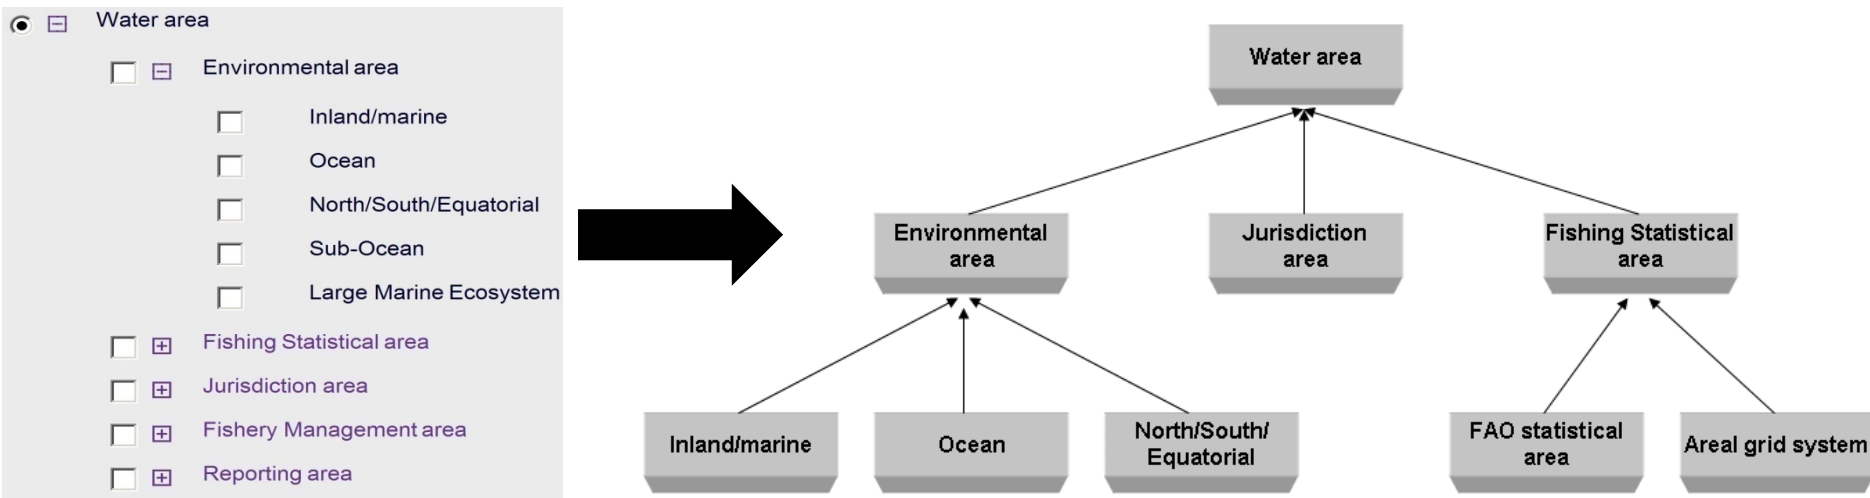 Water area
Environmental area
Inland/marine
Ocean
North/South/Equatorial
Sub-Ocean
Large Marine Ecosystem
Fishing Statistical area
Jurisdiction area
Fishery Management area
Reporting area
Water area
Environmental
area
Jurisdiction
area
Fishing Statistical
area
Inland/marine
Ocean
North/South/
Equatorial
FAO statistical
area
Areal grid system